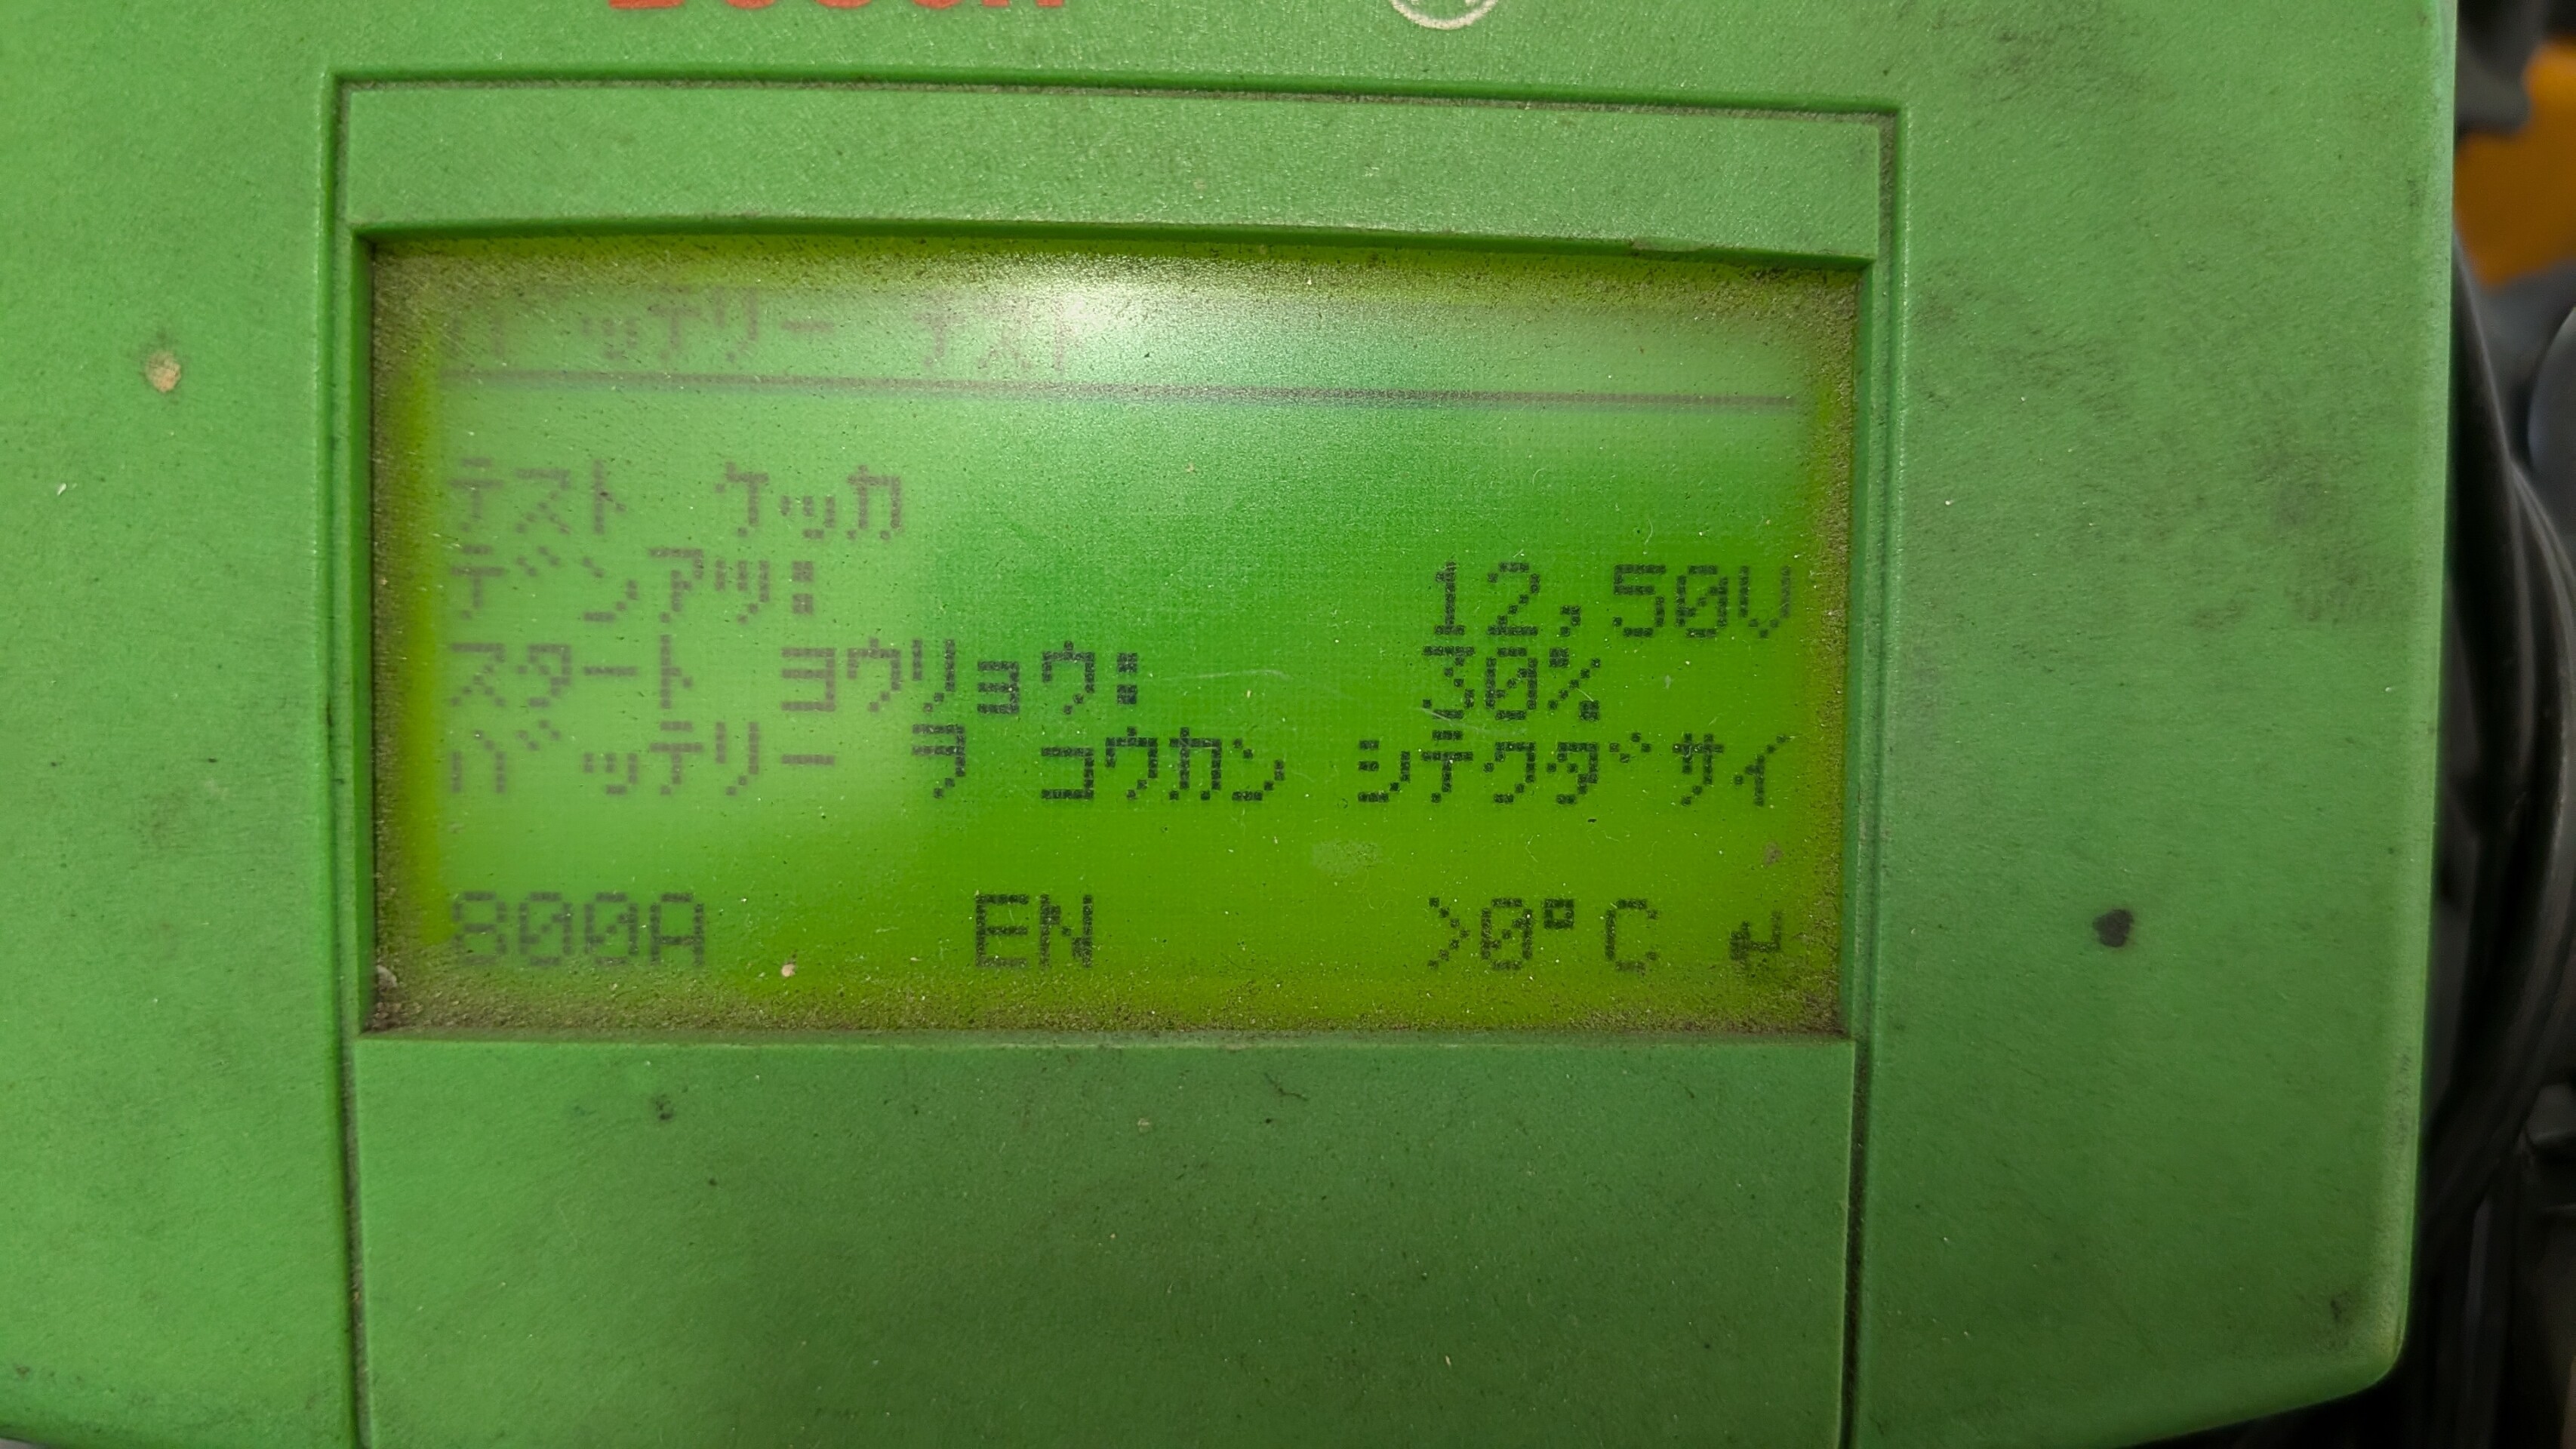 バッテリー テスト
テスト ケッカ
デンアツ: 12,50V
スタート ヨウリョウ: 30%
バッテリー ヲ コウカン シテクダサイ
800A EN >0°C ↵